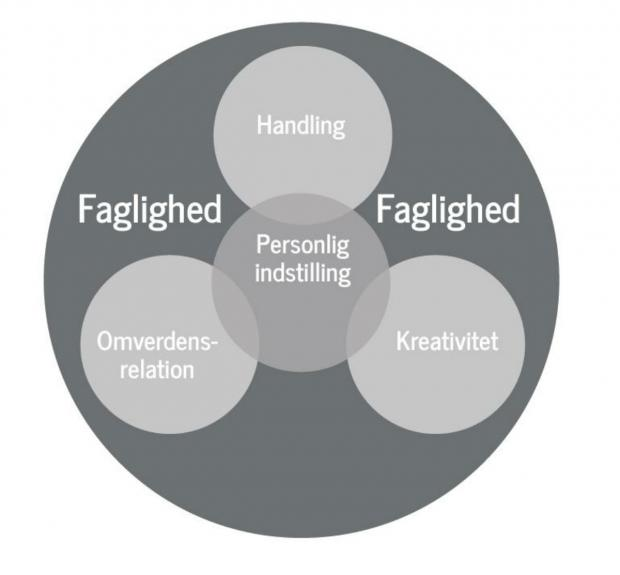 Handling
Faglighed
Faglighed
Personlig
indstilling
Omverdens-
relation
Kreativitet